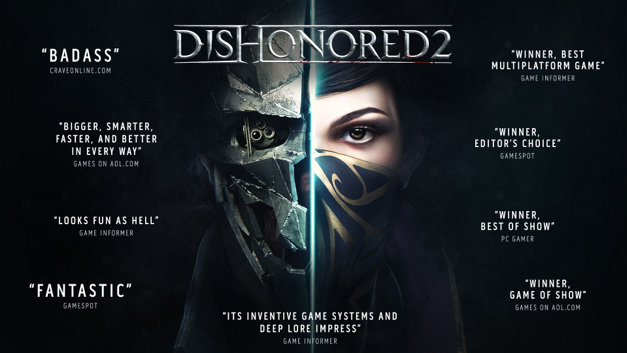 DISHONORED 2
“BADASS”
CRAVEONLINE.COM
“BIGGER, SMARTER,
FASTER, AND BETTER
IN EVERY WAY”
GAMES ON AOL.COM
“LOOKS FUN AS HELL”
GAME INFORMER
“FANTASTIC”
GAMESPOT
“ITS INVENTIVE GAME SYSTEMS AND
DEEP LORE IMPRESS”
GAME INFORMER
“WINNER, BEST
MULTIPLATFORM GAME”
GAME INFORMER
“WINNER,
EDITOR’S CHOICE”
GAMESPOT
“WINNER,
BEST OF SHOW”
PC GAMER
“WINNER,
GAME OF SHOW”
GAMES ON AOL.COM